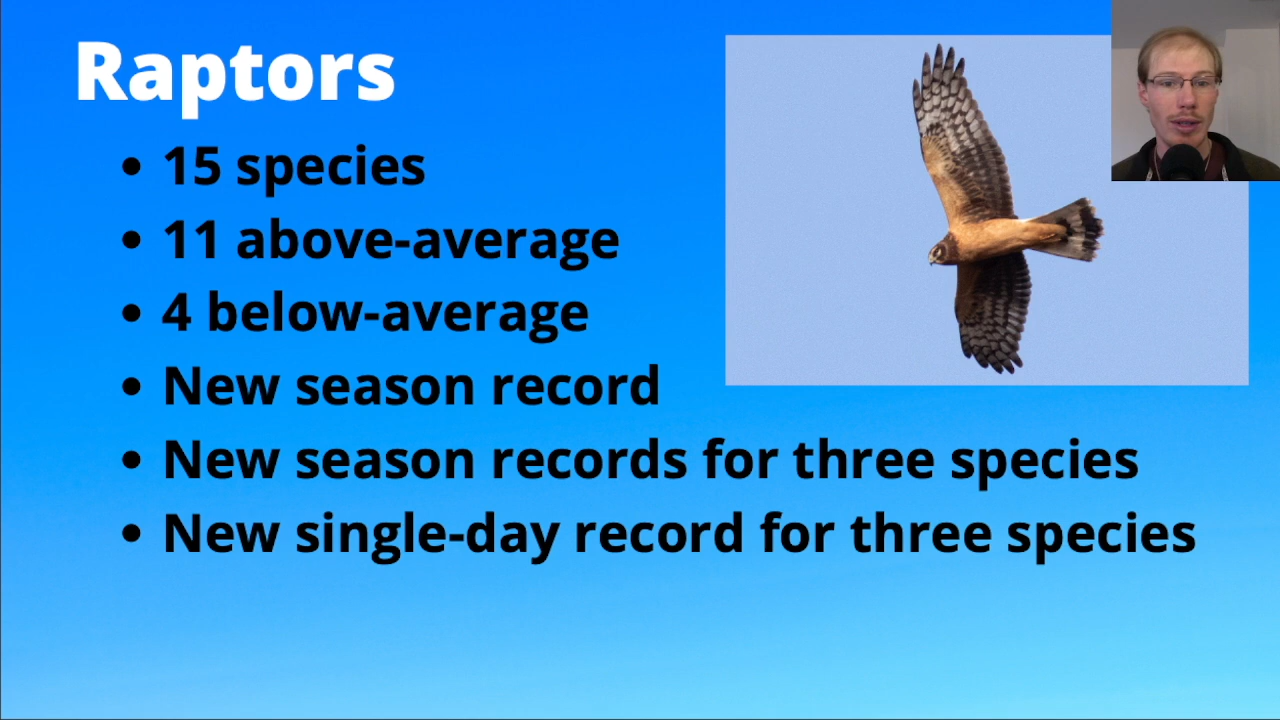 Raptors
• 15 species
• 11 above-average
• 4 below-average
• New season record
• New season records for three species
• New single-day record for three species